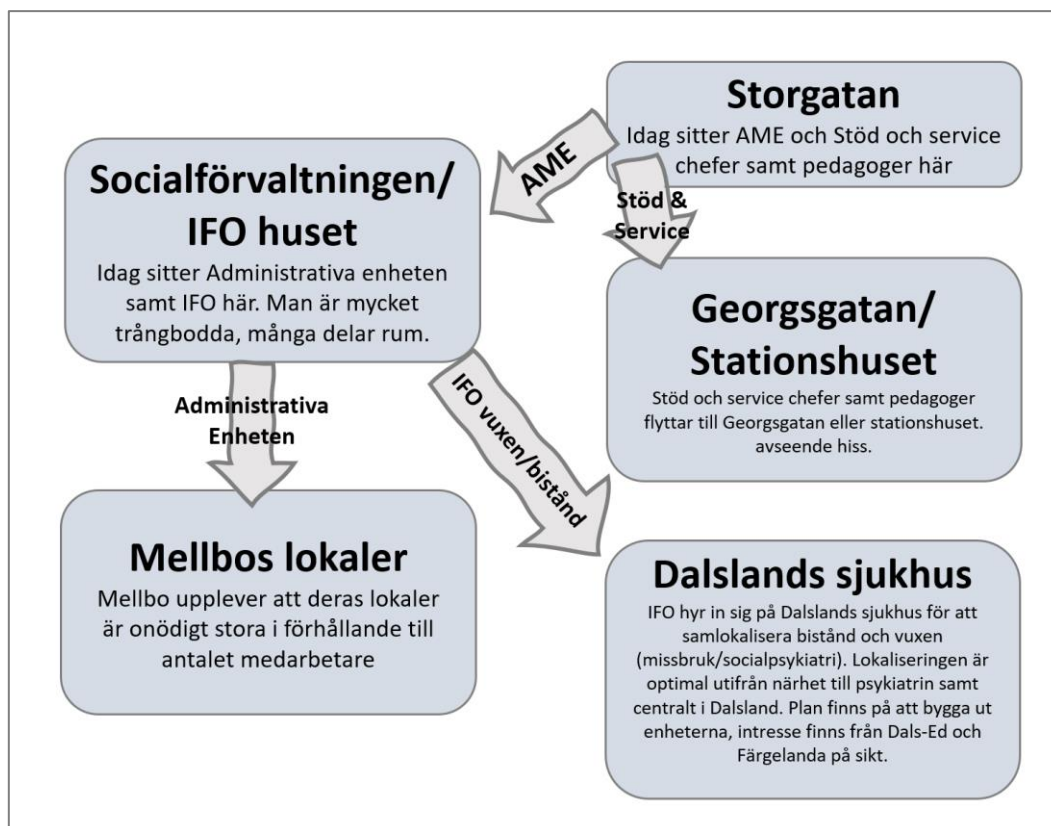 Storgatan
Idag sitter AME och Stöd och service
chefer samt pedagoger här
AME
Stöd &
Service
Socialförvaltningen/
IFO huset
Idag sitter Administrativa enheten
samt IFO här. Man är mycket
trångbodda, många delar rum.
Georgsgatan/
Stationshuset
Stöd och service chefer samt pedagoger
flyttar till Georgsgatan eller stationshuset.
avseende hiss.
Administrativa
Enheten
IFO vuxen/bistånd
Mellbos lokaler
Mellbo upplever att deras lokaler
är onödigt stora i förhållande till
antalet medarbetare
Dalslands sjukhus
IFO hyr in sig på Dalslands sjukhus för att
samlokalisera bistånd och vuxen
(missbruk/socialpsykiatri). Lokaliseringen är
optimal utifrån närhet till psykiatrin samt
centralt i Dalsland. Plan finns på att bygga ut
enheterna, intresse finns från Dals-Ed och
Färgelanda på sikt.